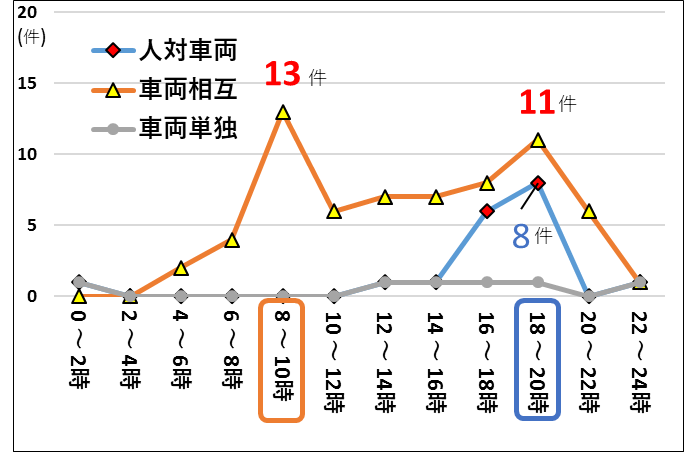 20
(件)
人対車両
車両相互
車両単独
13 件
11 件
8 件
15
10
5
0
0～2時
2～4時
4～6時
6～8時
8～10時
10～12時
12～14時
14～16時
16～18時
18～20時
20～22時
22～24時